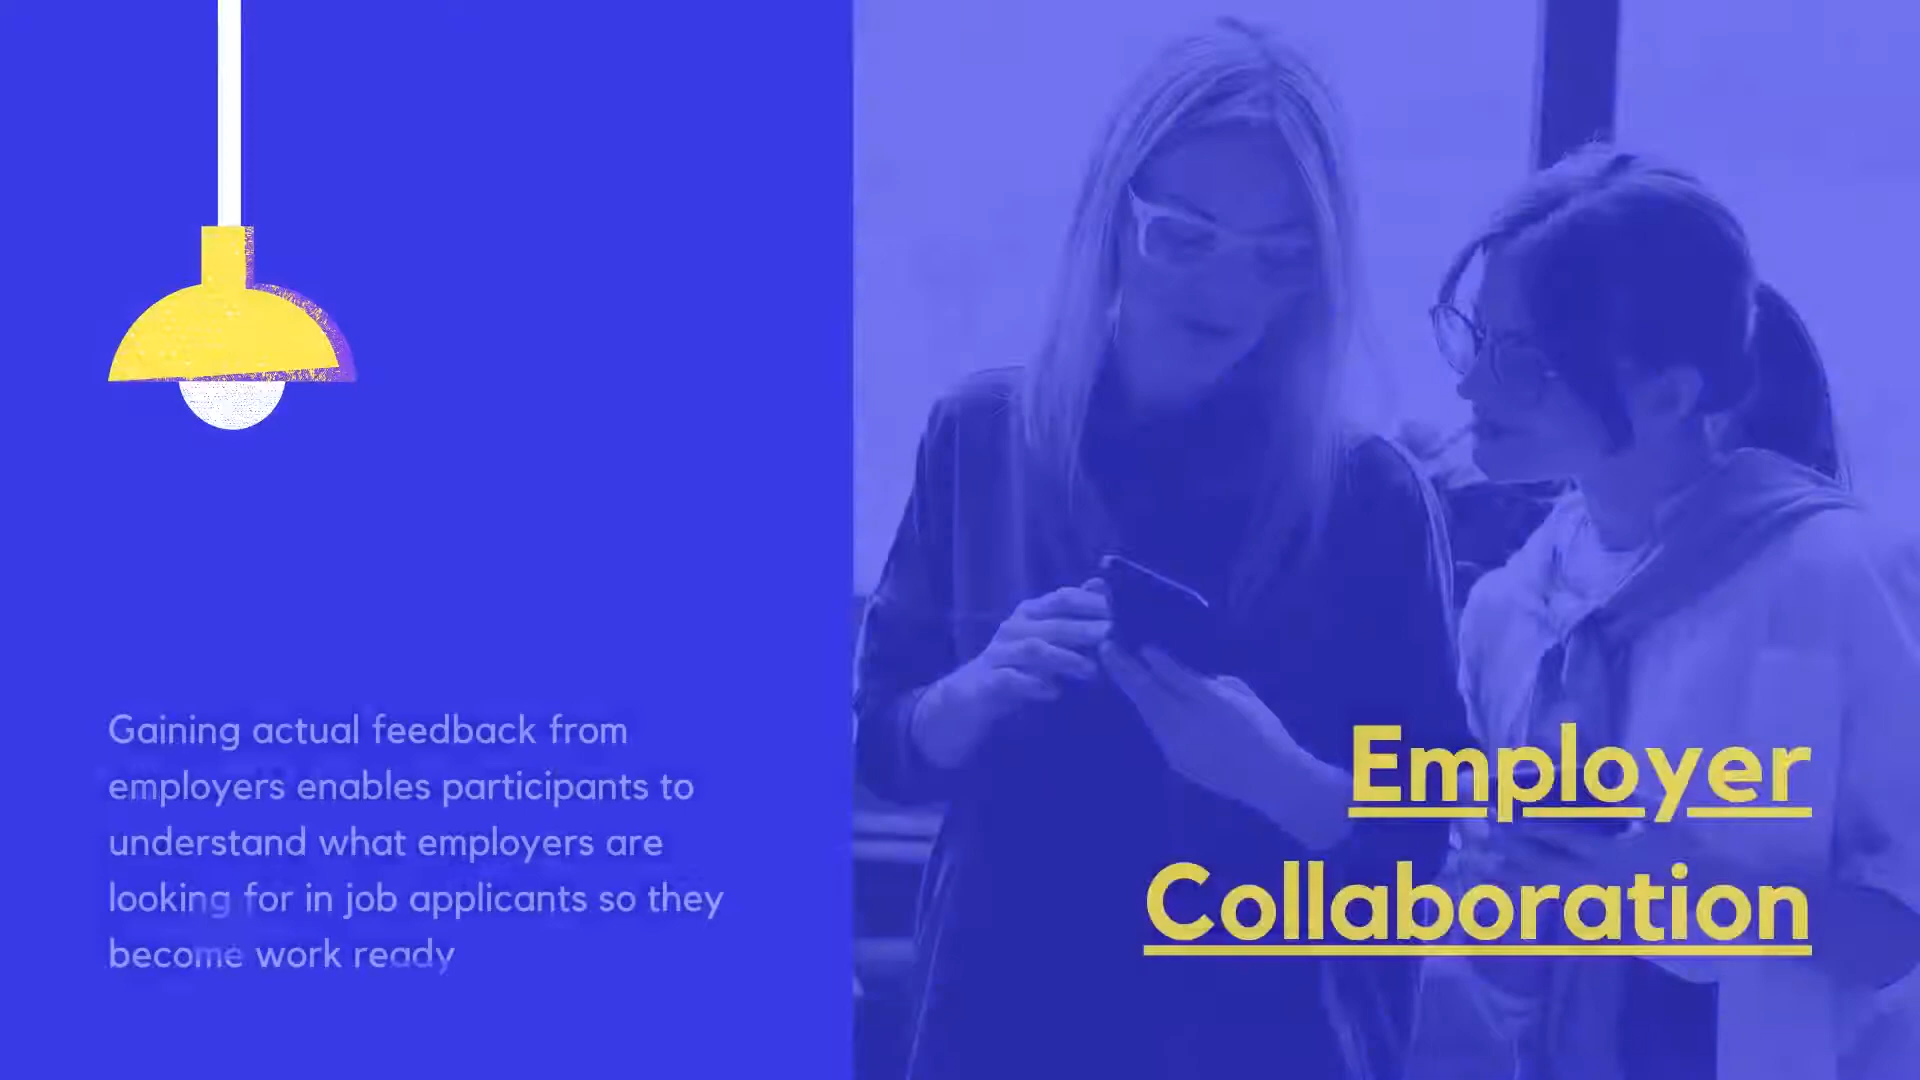 Gaining actual feedback from
employers enables participants to
understand what employers are
looking for in job applicants so they
become work ready
Employer
Collaboration